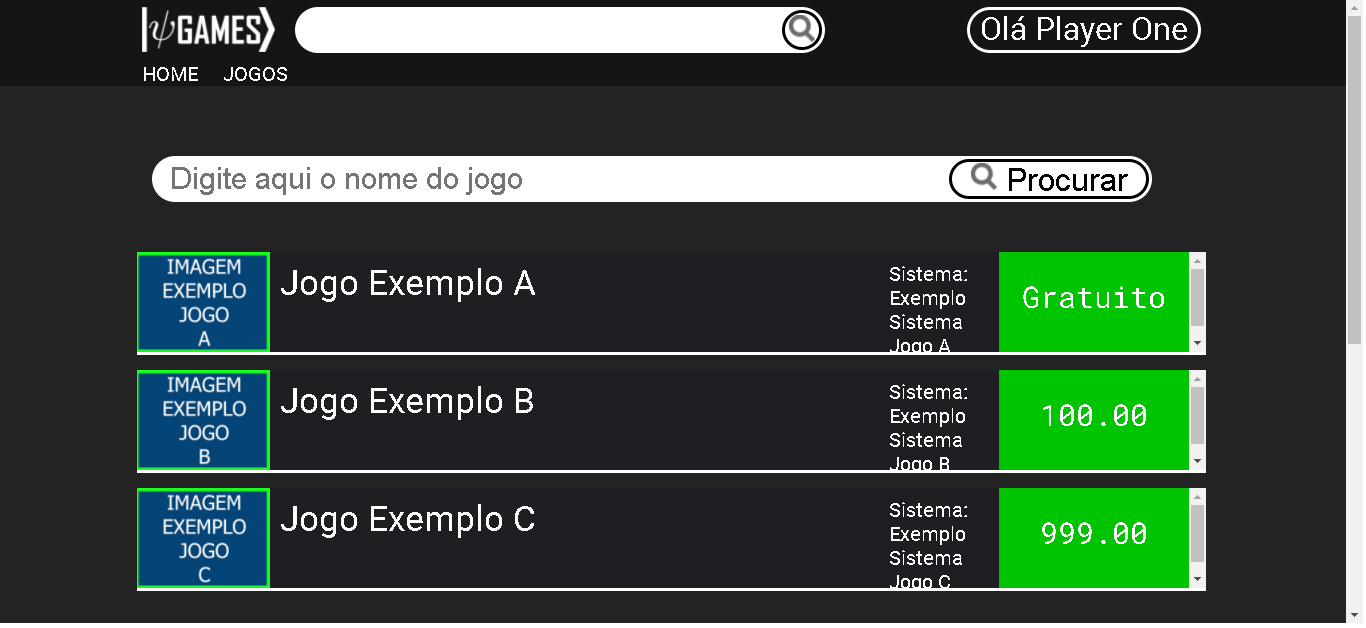 |ψGAMES⟩
Olá Player One
HOME JOGOS
Digite aqui o nome do jogo
Procurar
IMAGEM
EXEMPLO
JOGO
A
Jogo Exemplo A
Sistema:
Exemplo
Sistema
Jogo A
Gratuito
IMAGEM
EXEMPLO
JOGO
B
Jogo Exemplo B
Sistema:
Exemplo
Sistema
Jogo B
100.00
IMAGEM
EXEMPLO
JOGO
C
Jogo Exemplo C
Sistema:
Exemplo
Sistema
Jogo C
999.00